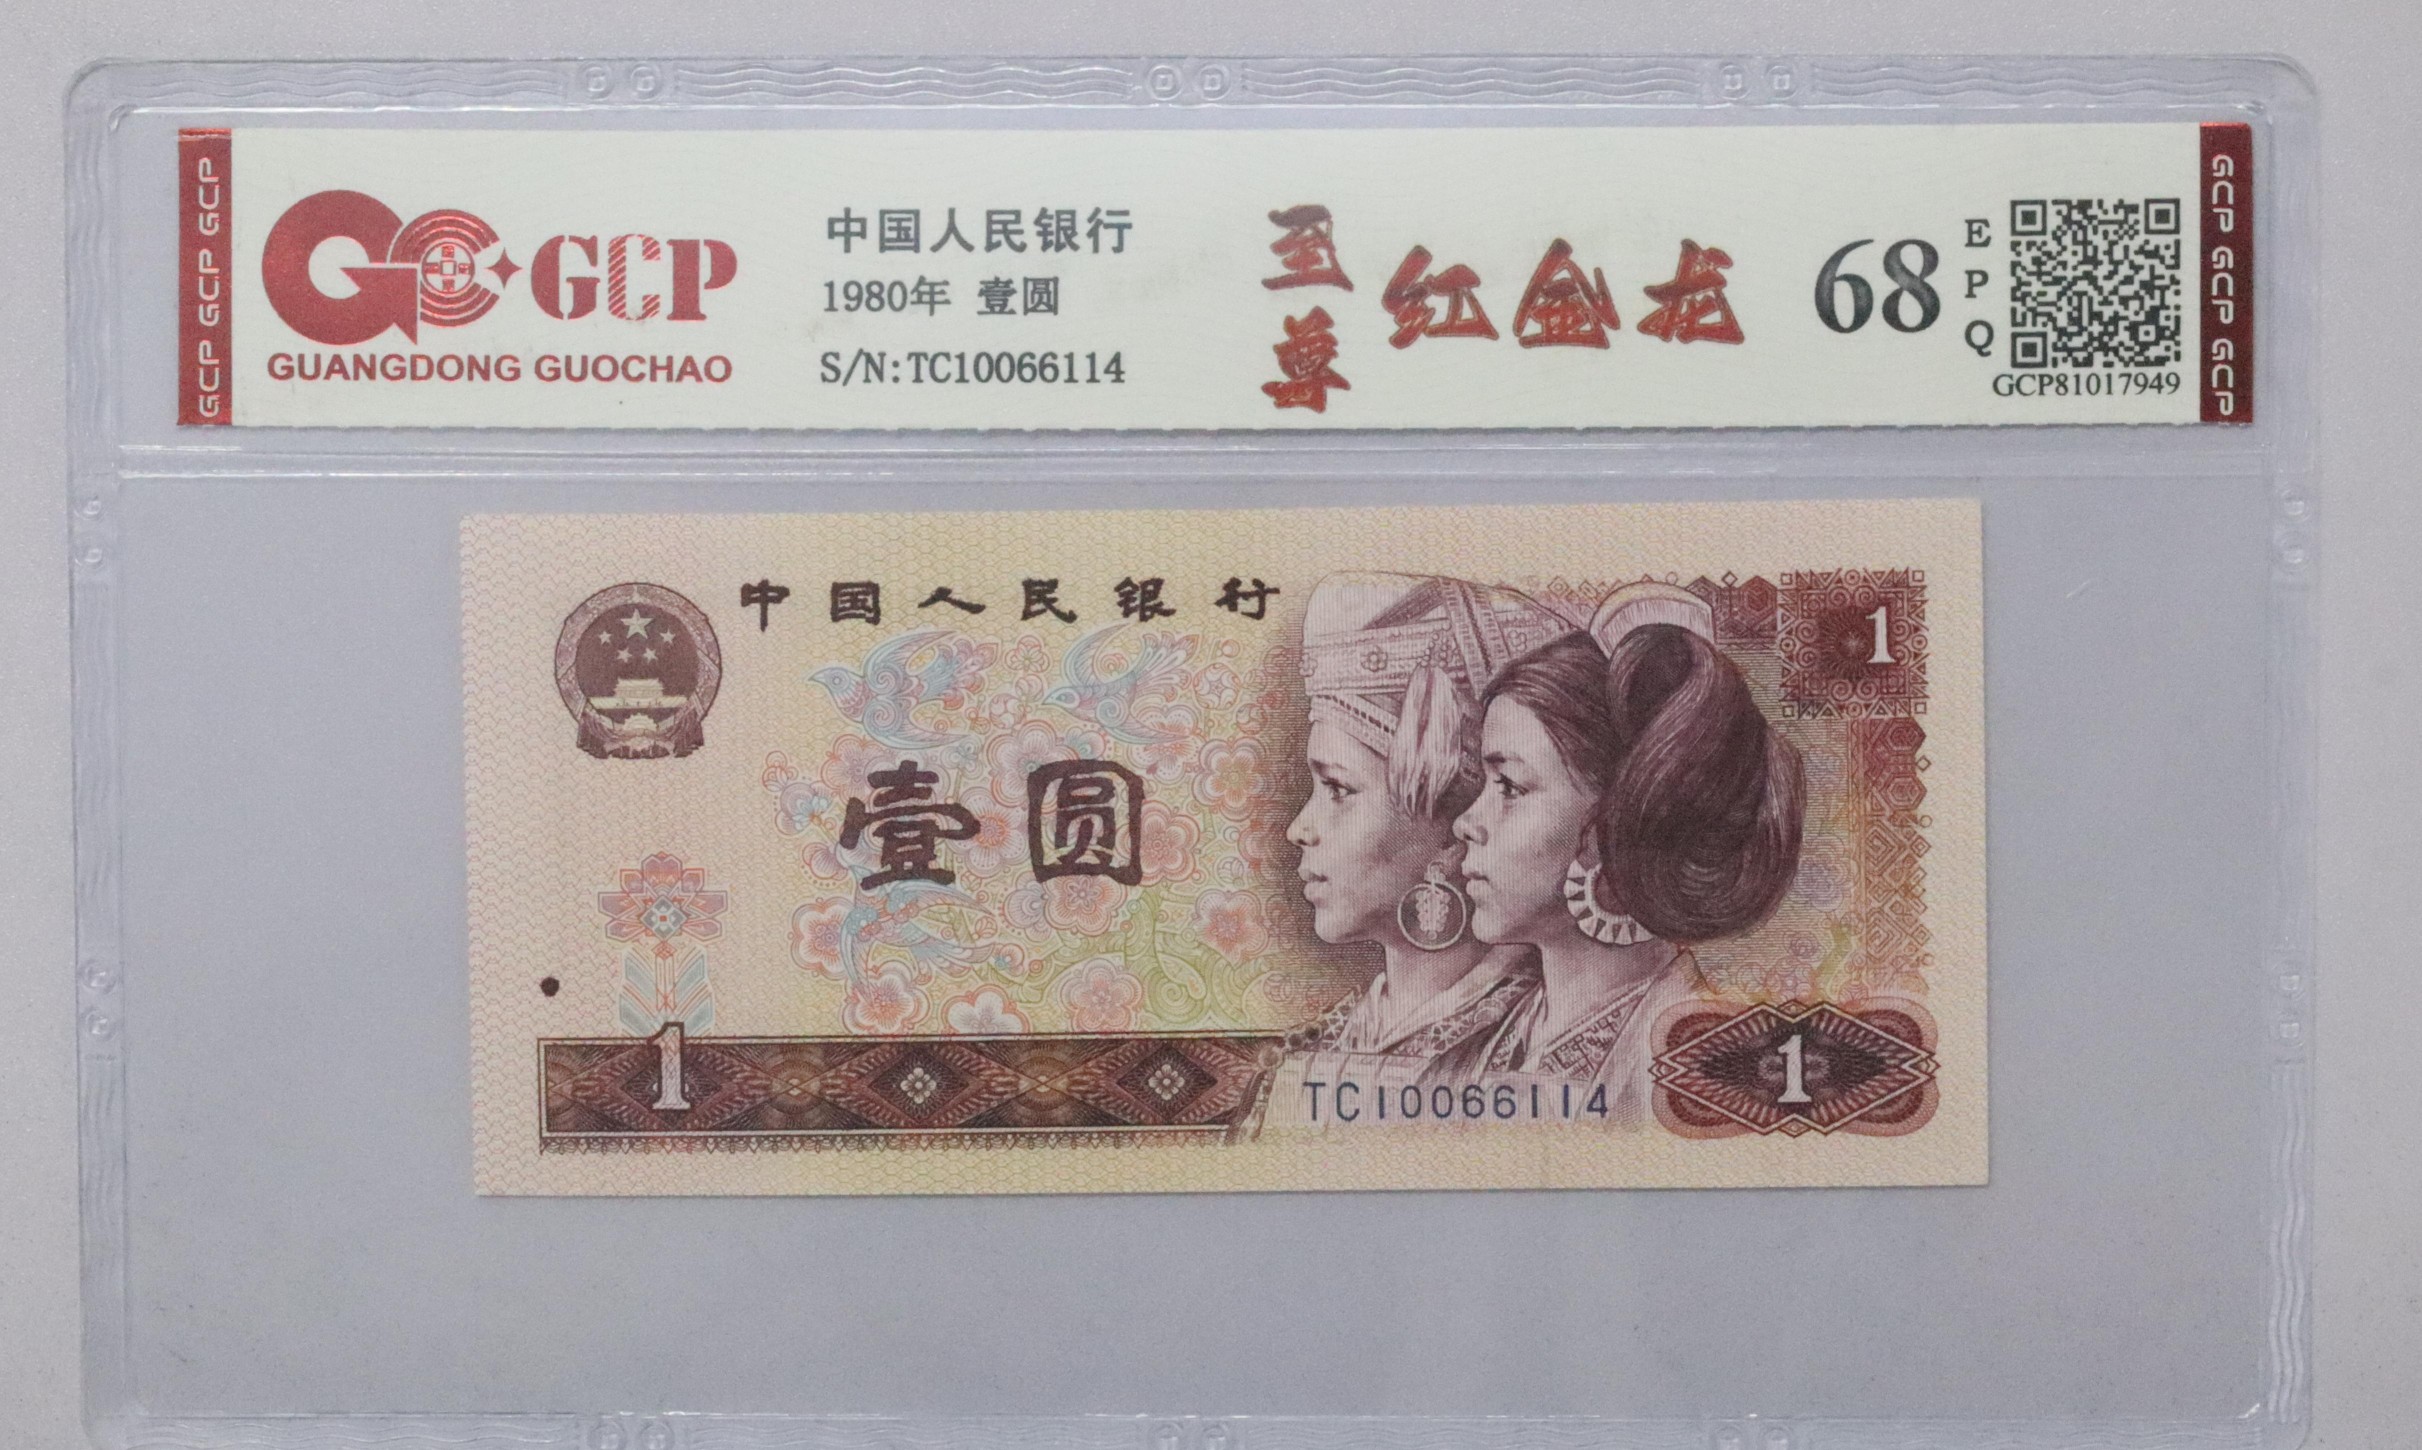 GCP GCP GCP
GCP
GUANGDONG GUOCHAO
中国人民银行
1980年 壹圆
S/N:TC10066114
至尊
红金龙
68
EPQ
GCP81017949
GCP GCP GCP
中国人民银行
1
壹圆
1
TC10066114
1